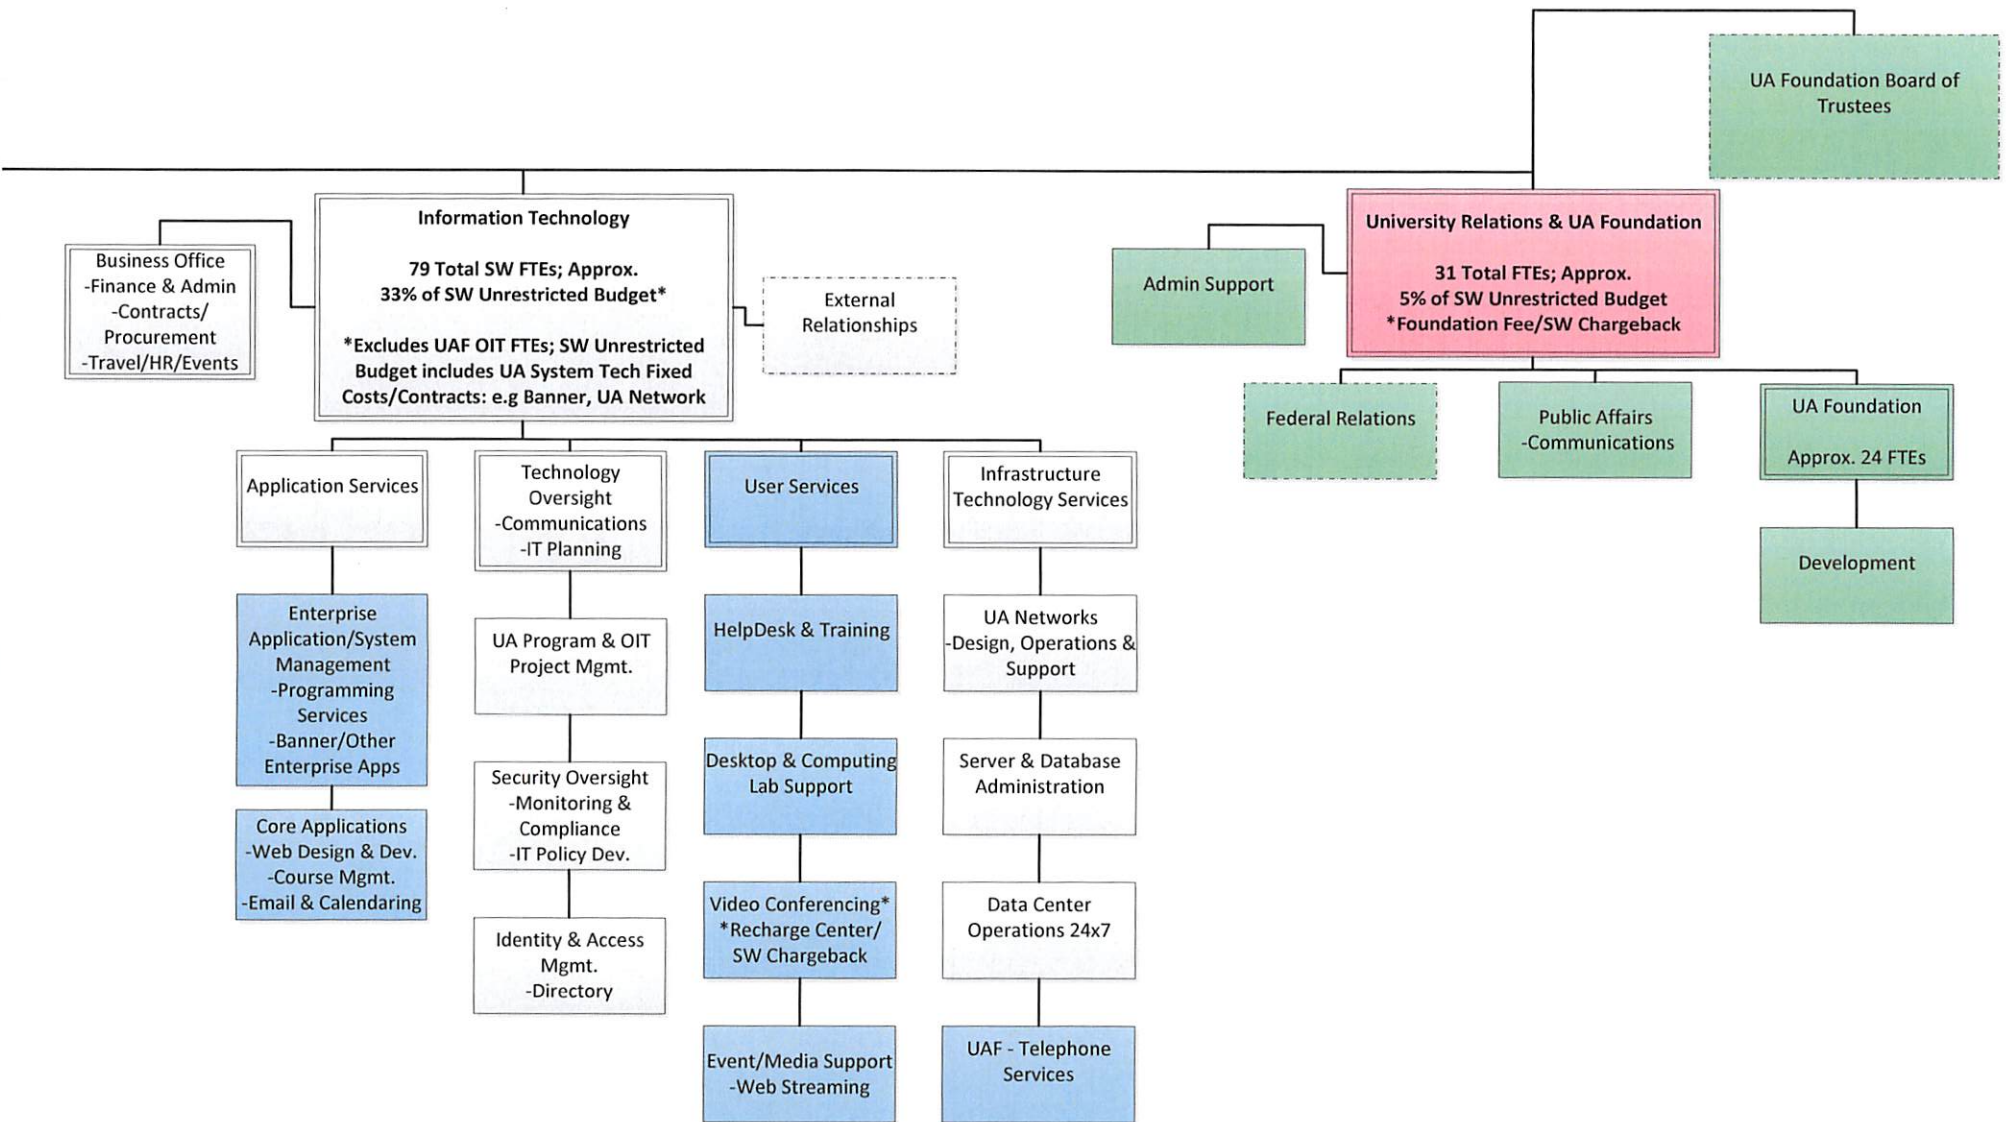 UA Foundation Board of
Trustees
Information Technology
79 Total SW FTEs; Approx.
33% of SW Unrestricted Budget*
*Excludes UAF OIT FTEs; SW Unrestricted
Budget includes UA System Tech Fixed
Costs/Contracts: e.g Banner, UA Network
Business Office
-Finance & Admin
-Contracts/
Procurement
-Travel/HR/Events
External
Relationships
Admin Support
University Relations & UA Foundation
31 Total FTEs; Approx.
5% of SW Unrestricted Budget
*Foundation Fee/SW Chargeback
Federal Relations
Public Affairs
-Communications
UA Foundation
Approx. 24 FTEs
Development
Application Services
Enterprise
Application/System
Management
-Programming
Services
-Banner/Other
Enterprise Apps
Core Applications
-Web Design & Dev.
-Course Mgmt.
-Email & Calendaring
Technology
Oversight
-Communications
-IT Planning
UA Program & OIT
Project Mgmt.
Security Oversight
-Monitoring &
Compliance
-IT Policy Dev.
Identity & Access
Mgmt.
-Directory
User Services
HelpDesk & Training
Desktop & Computing
Lab Support
Video Conferencing*
*Recharge Center/
SW Chargeback
Event/Media Support
-Web Streaming
Infrastructure
Technology Services
UA Networks
-Design, Operations &
Support
Server & Database
Administration
Data Center
Operations 24x7
UAF - Telephone
Services